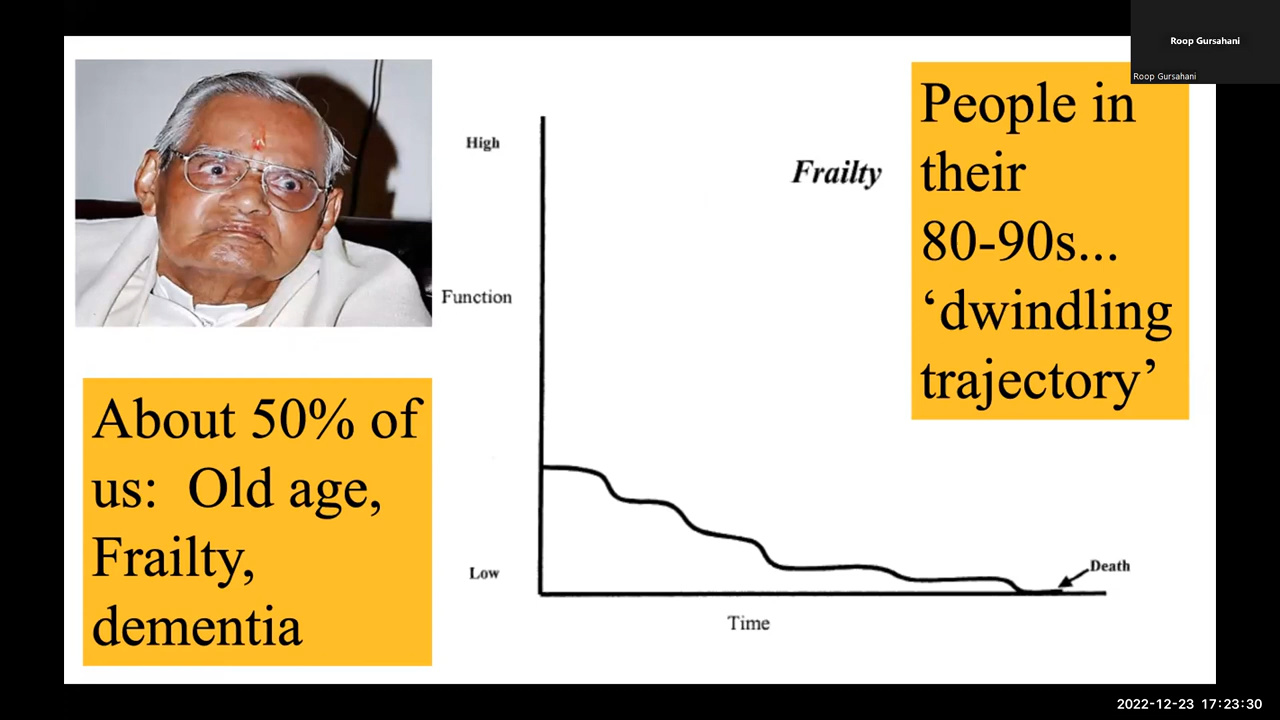 Roop Gursahani
Roop Gursahani
People in
their
80-90s...
‘dwindling
trajectory’
High
Frailty
Function
Low
Death
Time
About 50% of
us:  Old age,
Frailty,
dementia
2022-12-23 17:23:30